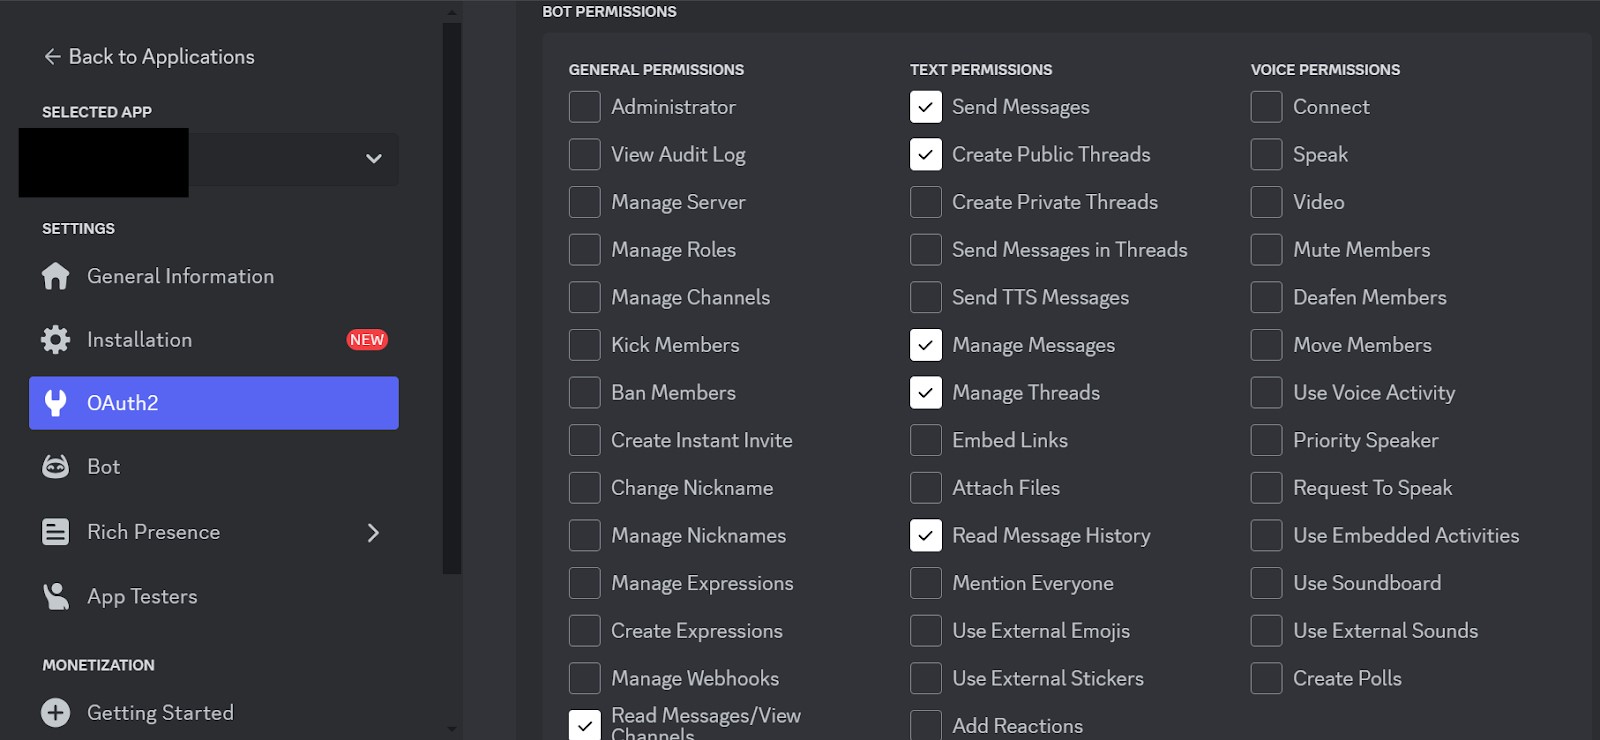 Back to Applications
SELECTED APP
SETTINGS
General Information
Installation
NEW
OAuth2
Bot
Rich Presence
App Testers
MONETIZATION
Getting Started
BOT PERMISSIONS
GENERAL PERMISSIONS
Administrator
View Audit Log
Manage Server
Manage Roles
Manage Channels
Kick Members
Ban Members
Create Instant Invite
Change Nickname
Manage Nicknames
Manage Expressions
Create Expressions
Manage Webhooks
Read Messages/View
Channels
TEXT PERMISSIONS
Send Messages
Create Public Threads
Create Private Threads
Send Messages in Threads
Send TTS Messages
Manage Messages
Manage Threads
Embed Links
Attach Files
Read Message History
Mention Everyone
Use External Emojis
Use External Stickers
Add Reactions
VOICE PERMISSIONS
Connect
Speak
Video
Mute Members
Deafen Members
Move Members
Use Voice Activity
Priority Speaker
Request To Speak
Use Embedded Activities
Use Soundboard
Use External Sounds
Create Polls